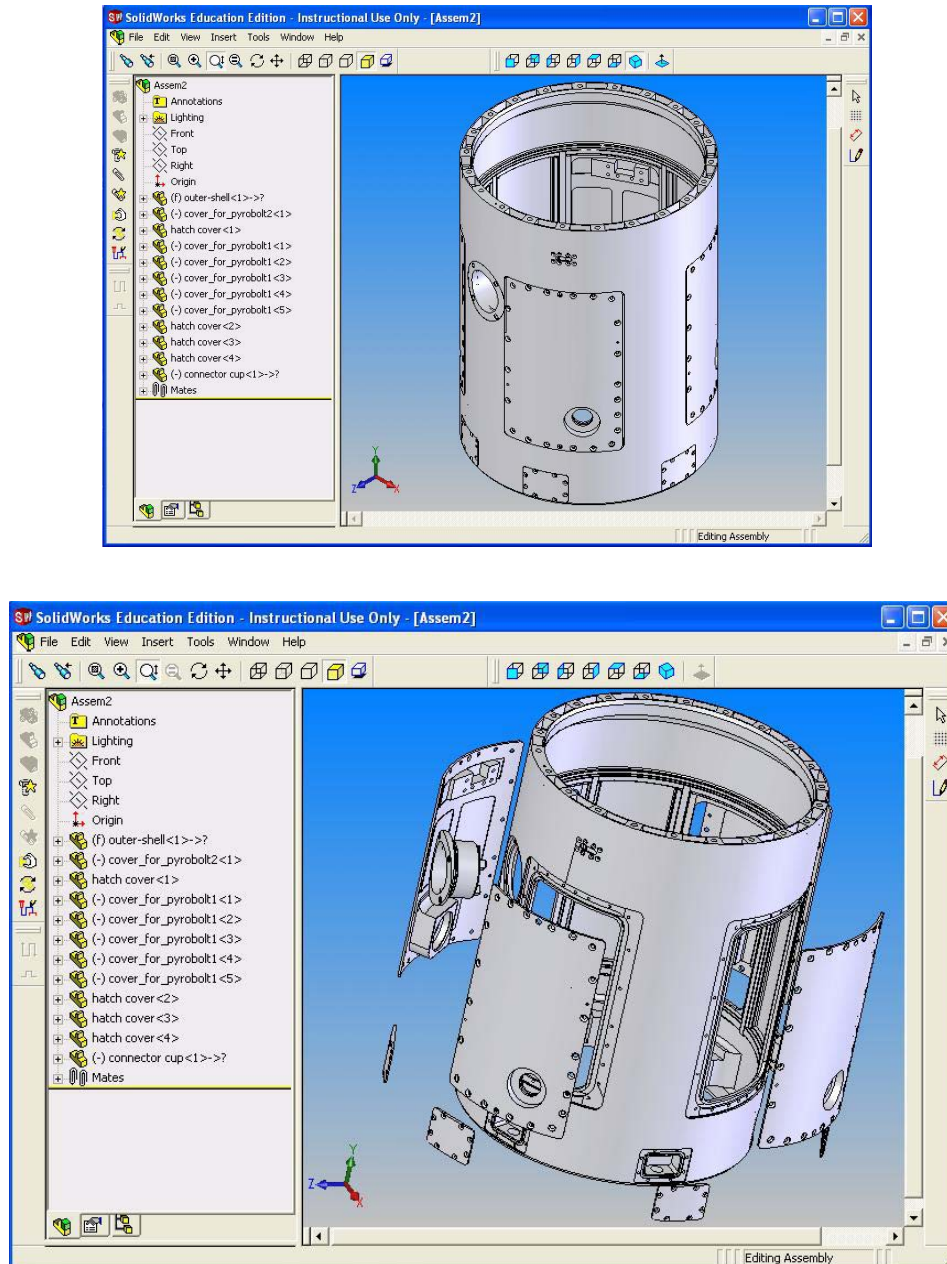 SolidWorks Education Edition - Instructional Use Only - [Assem2]
File Edit View Insert Tools Window Help
Assem2
Annotations
Lighting
Front
Top
Right
Origin
(f) outer-shell<1>->?
(-) cover_for_pyrobolt2<1>
hatch cover<1>
(-) cover_for_pyrobolt1<1>
(-) cover_for_pyrobolt1<2>
(-) cover_for_pyrobolt1<3>
(-) cover_for_pyrobolt1<4>
(-) cover_for_pyrobolt1<5>
hatch cover<2>
hatch cover<3>
hatch cover<4>
(-) connector cup<1>->?
Mates
Y
Z
X
Editing Assembly
SolidWorks Education Edition - Instructional Use Only - [Assem2]
File Edit View Insert Tools Window Help
Assem2
Annotations
Lighting
Front
Top
Right
Origin
(f) outer-shell<1>->?
(-) cover_for_pyrobolt2<1>
hatch cover<1>
(-) cover_for_pyrobolt1<1>
(-) cover_for_pyrobolt1<2>
(-) cover_for_pyrobolt1<3>
(-) cover_for_pyrobolt1<4>
(-) cover_for_pyrobolt1<5>
hatch cover<2>
hatch cover<3>
hatch cover<4>
(-) connector cup<1>->?
Mates
Y
Z
X
Editing Assembly